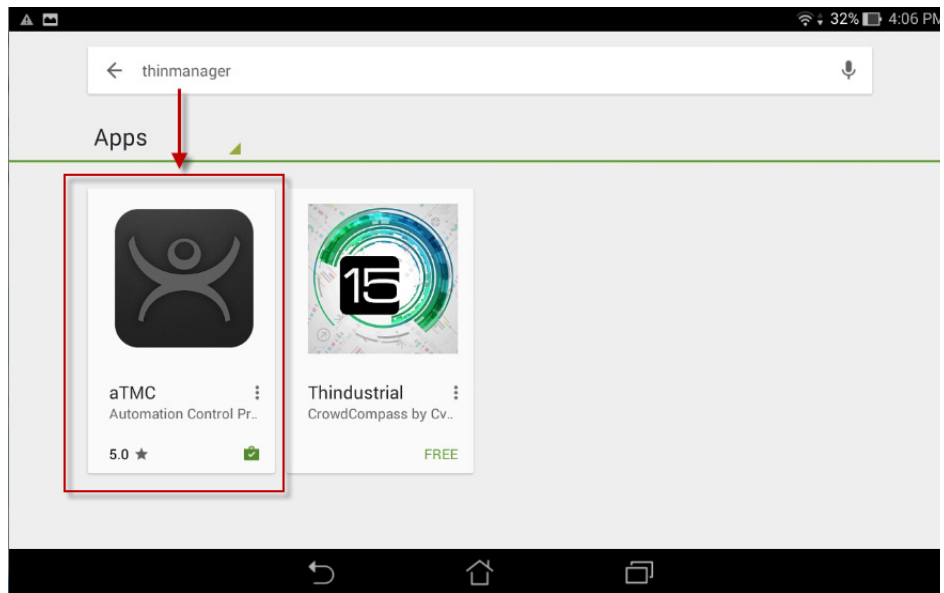 32% 4:06 PM
thinmanager
Apps
15
aTMC
Automation Control Pr..
5.0
Thindustrial
CrowdCompass by Cv..
FREE